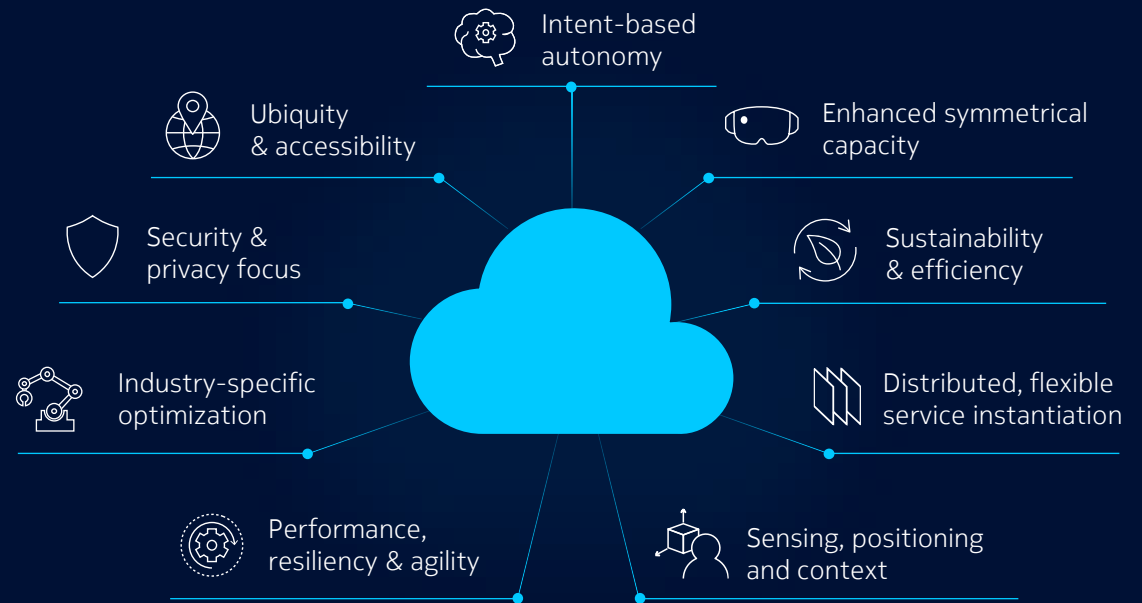 Intent-based
autonomy
Ubiquity
& accessibility
Enhanced symmetrical
capacity
Security &
privacy focus
Sustainability
& efficiency
Industry-specific
optimization
Distributed, flexible
service instantiation
Performance,
resiliency & agility
Sensing, positioning
and context